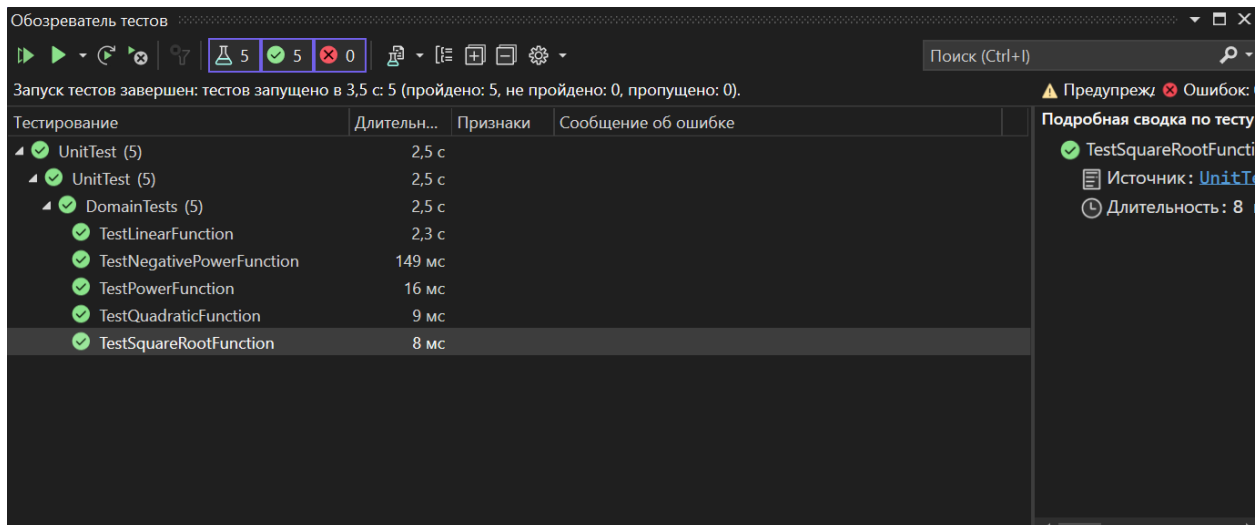 Обозреватель тестов
5 5 0 Поиск (Ctrl+I)
Запуск тестов завершен: тестов запущено в 3,5 с: 5 (пройдено: 5, не пройдено: 0, пропущено: 0).
Предупреж Ошибок:
Тестирование Длительн... Признаки Сообщение об ошибке
Подробная сводка по тесту
UnitTest (5) 2,5 с
UnitTest (5) 2,5 с
DomainTests (5) 2,5 с
TestLinearFunction 2,3 с
TestNegativePowerFunction 149 мс
TestPowerFunction 16 мс
TestQuadraticFunction 9 мс
TestSquareRootFunction 8 мс
TestSquareRootFuncti
Источник: UnitTe
Длительность: 8